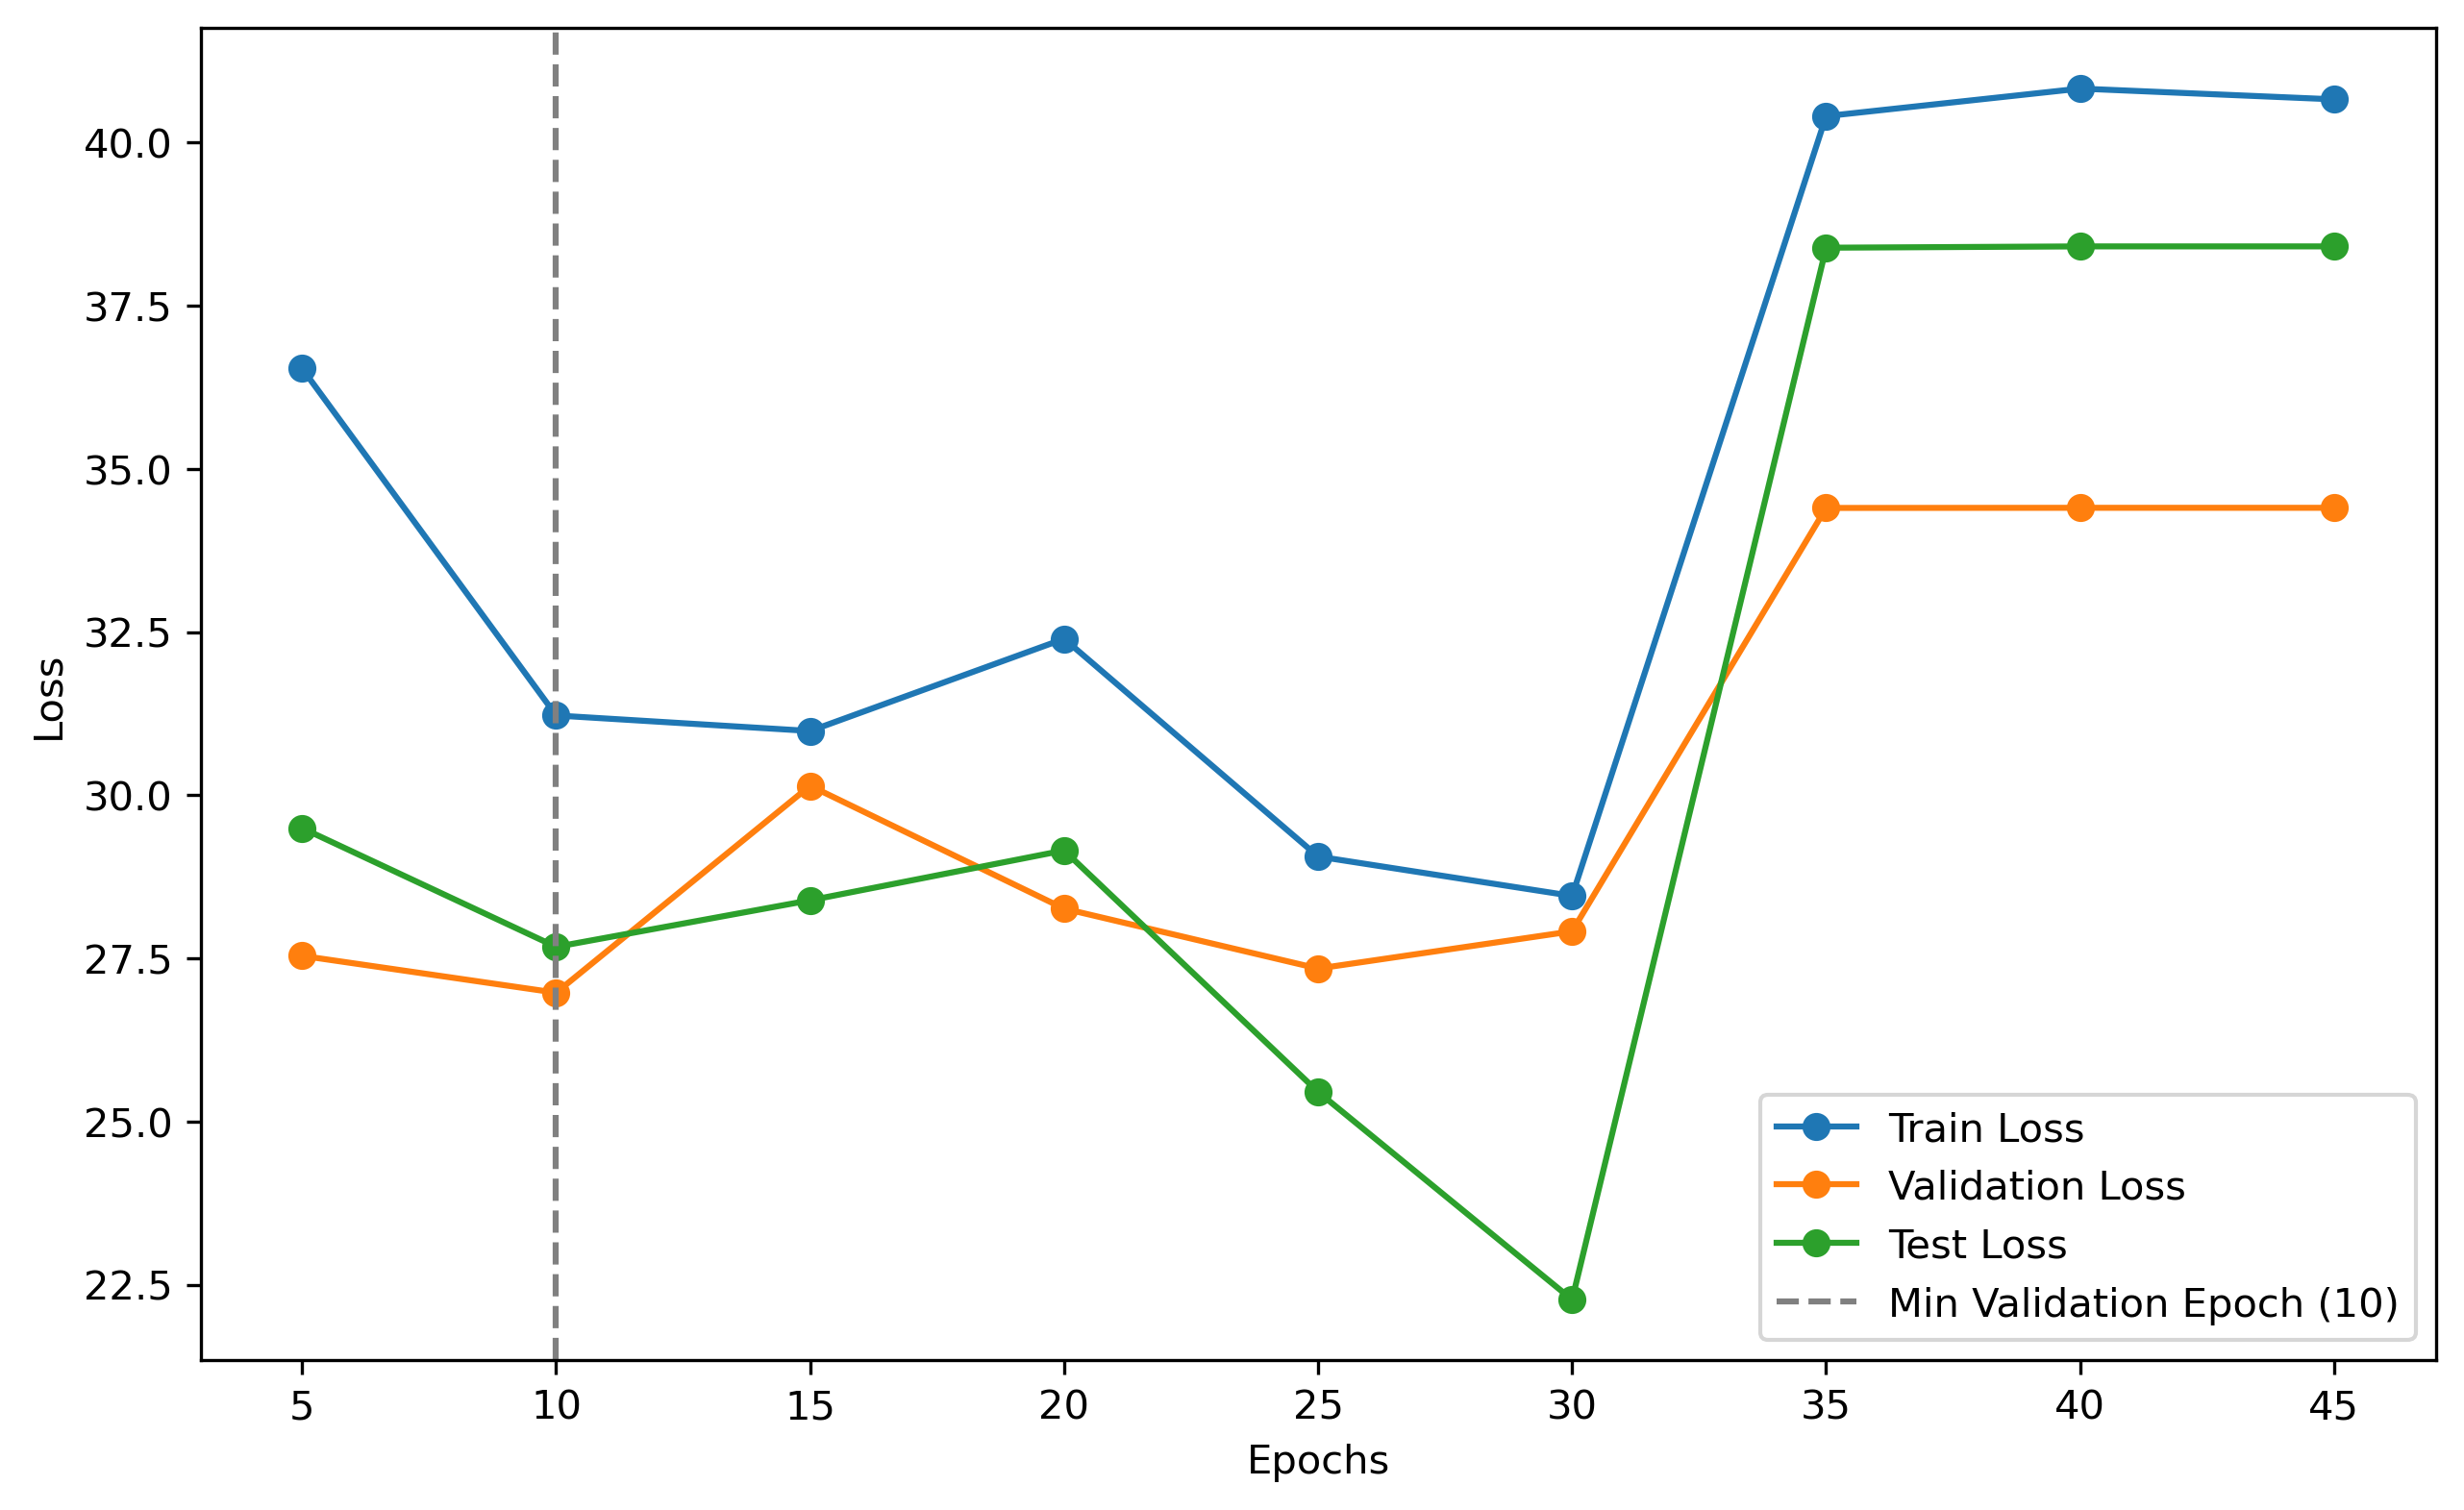 40.0
37.5
35.0
32.5
30.0
27.5
25.0
22.5
Loss
5 10 15 20 25 30 35 40 45
Epochs
Train Loss
Validation Loss
Test Loss
Min Validation Epoch (10)